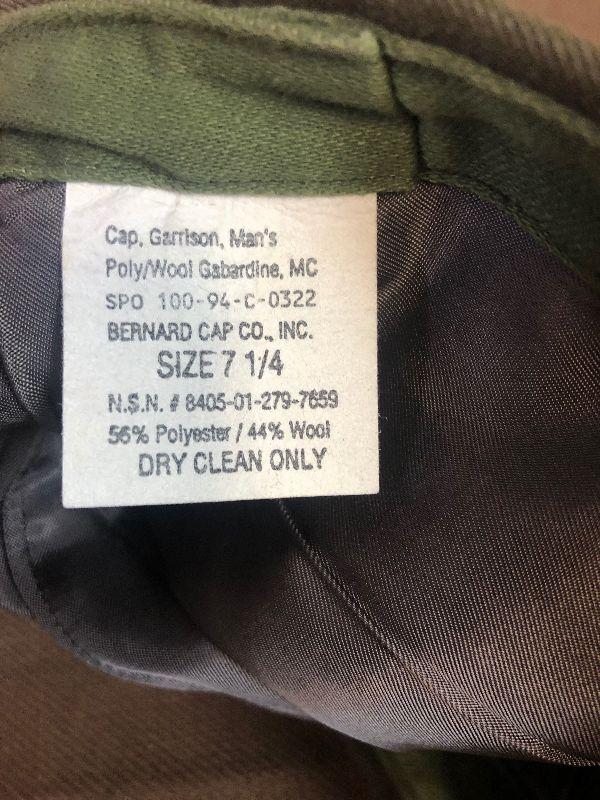 Cap, Garrison, Man's
Poly/Wool Gabardine, MC
SPO 100-94-C-0322
BERNARD CAP CO., INC.
SIZE 7 1/4
N.S.N. # 8405-01-279-7659
56% Polyester / 44% Wool
DRY CLEAN ONLY